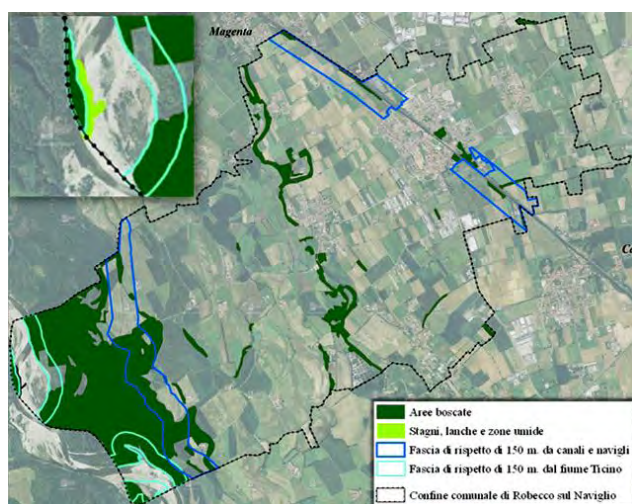 Magenta
Aree boscate
Stagni, lanche e zone umide
Fascia di rispetto di 150 m. da canali e navigli
Fascia di rispetto di 150 m. dal fiume Ticino
Confine comunale di Robecco sul Naviglio